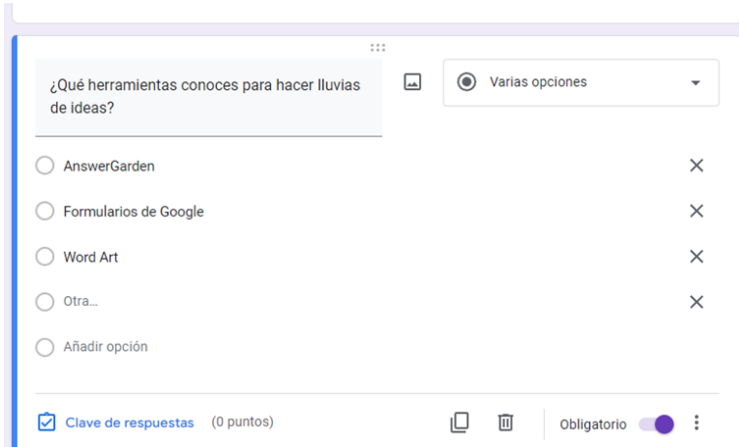 ¿Qué herramientas conoces para hacer lluvias
de ideas?
Varias opciones
AnswerGarden
Formularios de Google
Word Art
Otra...
Añadir opción
Clave de respuestas (0 puntos)
Obligatorio